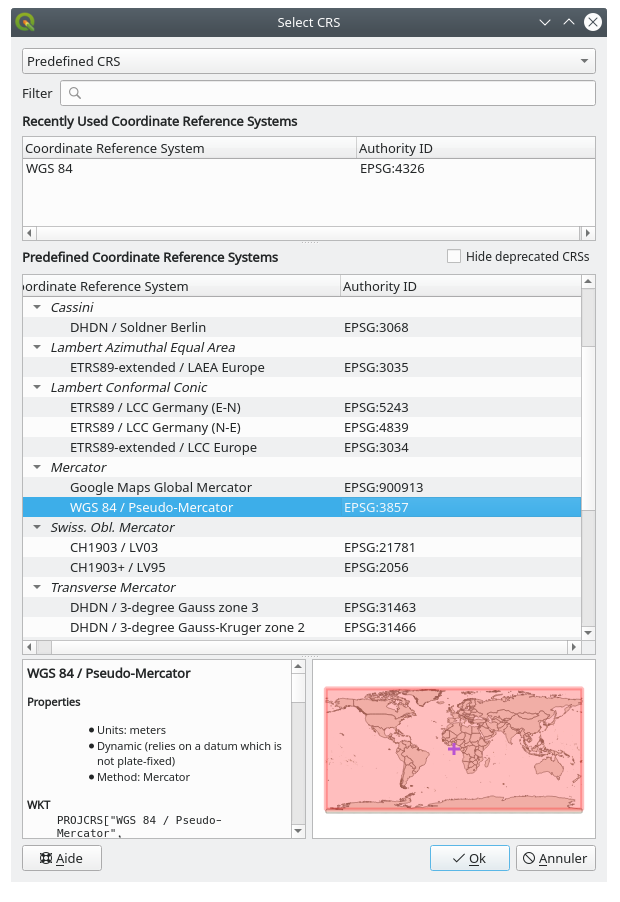 Select CRS
Predefined CRS
Filter
Recently Used Coordinate Reference Systems
Coordinate Reference System Authority ID
WGS 84 EPSG:4326
Predefined Coordinate Reference Systems Hide deprecated CRSs
ordinate Reference System Authority ID
Cassini
DHDN / Soldner Berlin EPSG:3068
Lambert Azimuthal Equal Area
ETRS89-extended / LAEA Europe EPSG:3035
Lambert Conformal Conic
ETRS89 / LCC Germany (E-N) EPSG:5243
ETRS89 / LCC Germany (N-E) EPSG:4839
ETRS89-extended / LCC Europe EPSG:3034
Mercator
Google Maps Global Mercator EPSG:900913
WGS 84 / Pseudo-Mercator EPSG:3857
Swiss. Obl. Mercator
CH1903 / LV03 EPSG:21781
CH1903+ / LV95 EPSG:2056
Transverse Mercator
DHDN / 3-degree Gauss zone 3 EPSG:31463
DHDN / 3-degree Gauss-Kruger zone 2 EPSG:31466
WGS 84 / Pseudo-Mercator
Properties
• Units: meters
• Dynamic (relies on a datum which is
not plate-fixed)
• Method: Mercator
WKT
PROJCRS["WGS 84 / Pseudo-
Mercator",
Aide Ok Annuler